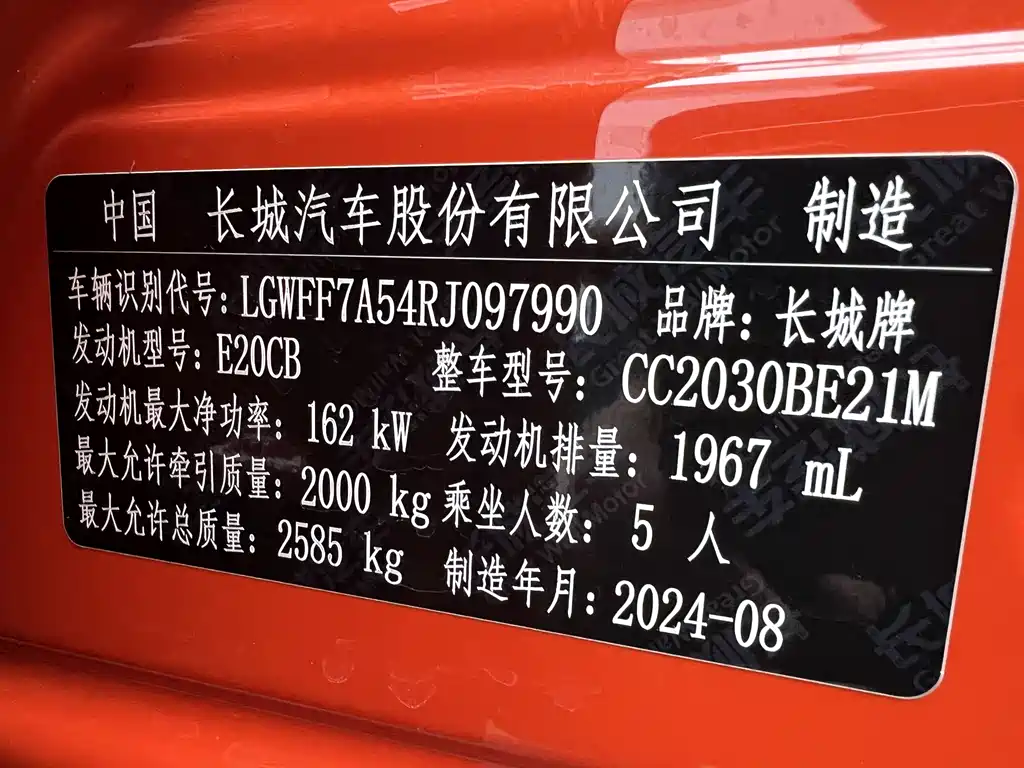 中国 长城汽车股份有限公司 制造
车辆识别代号: LGWFF7A54RJ097990 品牌: 长城牌
发动机型号: E20CB 整车型号: CC2030BE21M
发动机最大净功率: 162 kW 发动机排量: 1967 mL
最大允许牵引质量: 2000 kg 乘坐人数: 5 人
最大允许总质量: 2585 kg 制造年月: 2024-08